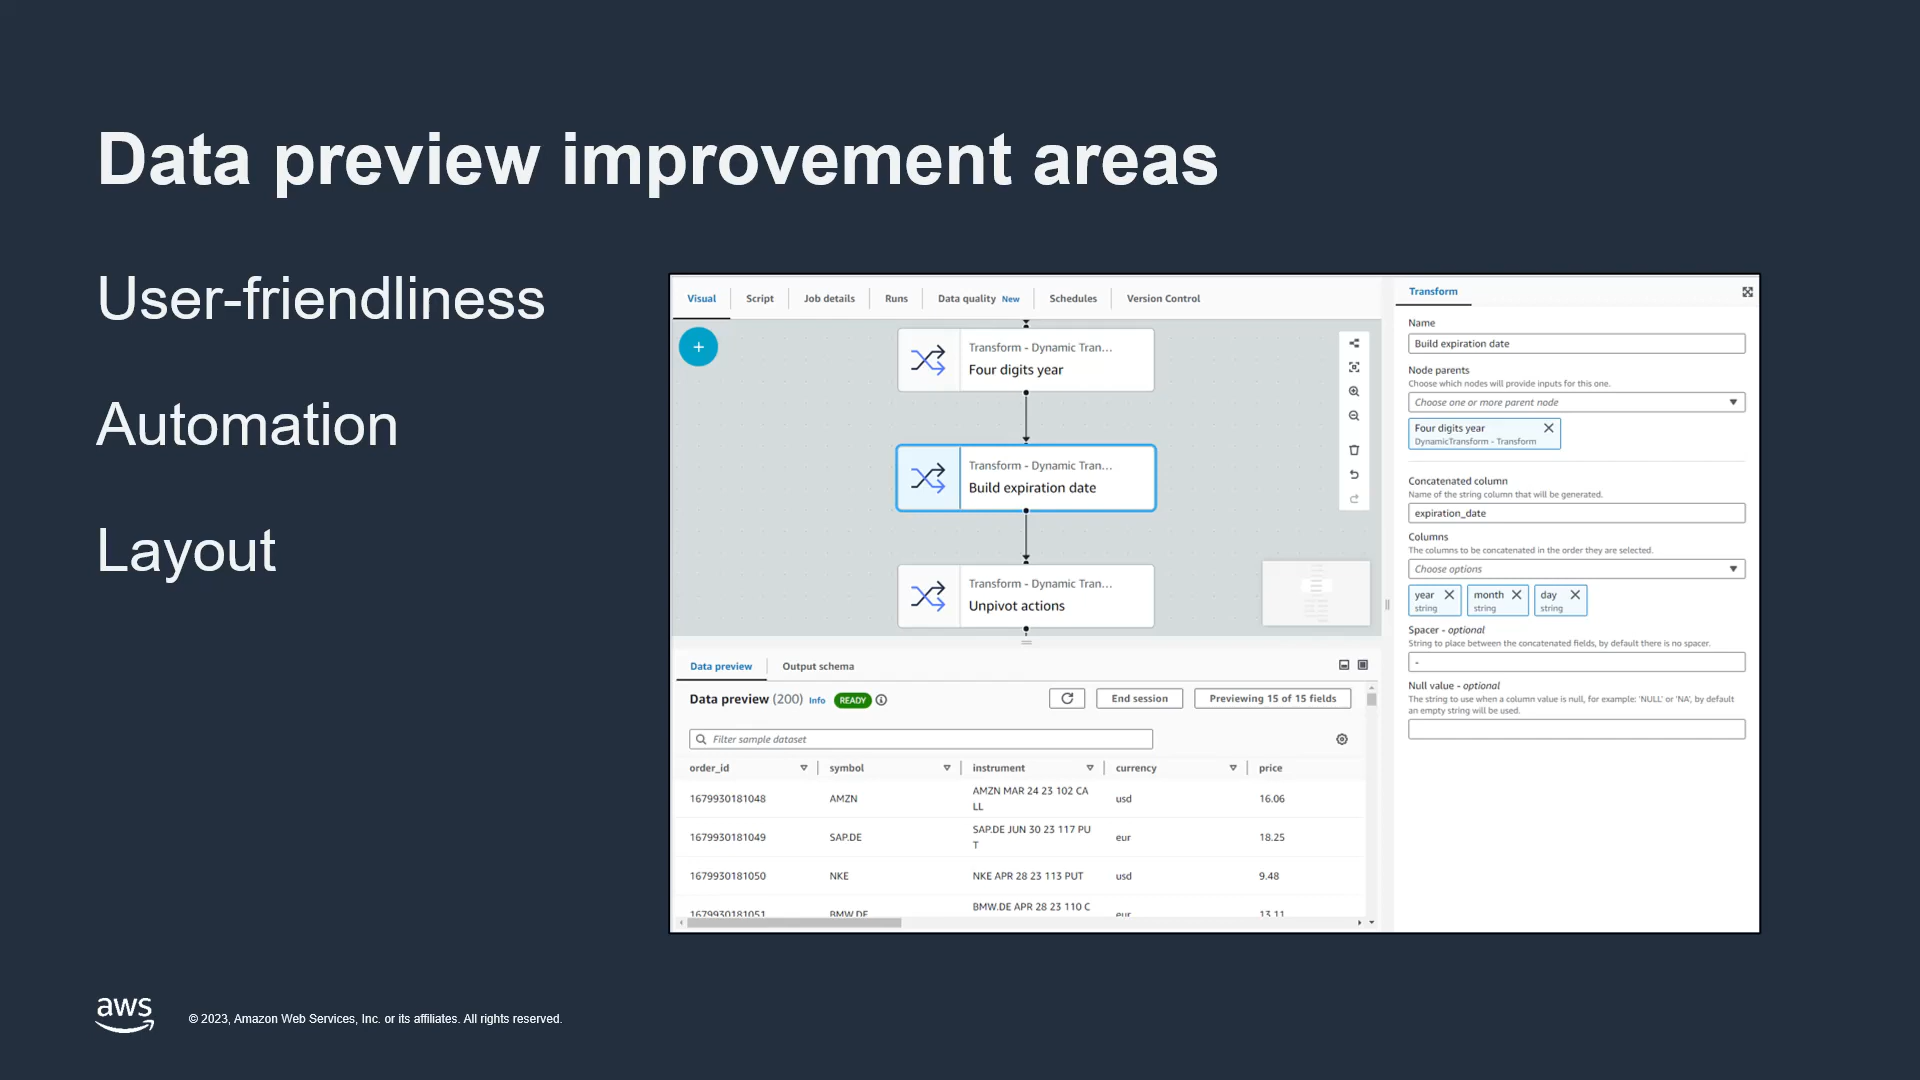 Data preview improvement areas
User-friendliness
Automation
Layout
Visual
Script
Job details
Runs
Data quality New
Schedules
Version Control
Transform - Dynamic Tran...
Four digits year
Transform - Dynamic Tran...
Build expiration date
Transform - Dynamic Tran...
Unpivot actions
Data preview
Output schema
Data preview (200) Info READY
End session
Previewing 15 of 15 fields
Filter sample dataset
order_id symbol instrument currency price
1679930181048 AMZN AMZN MAR 24 23 102 CA
LL usd 16.06
1679930181049 SAP.DE SAP.DE JUN 30 23 117 PU
T eur 18.25
1679930181050 NKE NKE APR 28 23 113 PUT usd 9.48
1679930181051 BMW.DE BMW.DE APR 28 23 110 C eur 13.11
Transform
Name
Build expiration date
Node parents
Choose which nodes will provide inputs for this one.
Choose one or more parent node
Four digits year
DynamicTransform - Transform
Concatenated column
Name of the string column that will be generated.
expiration_date
Columns
The columns to be concatenated in the order they are selected.
Choose options
year month day
string string string
Spacer - optional
String to place between the concatenated fields, by default there is no spacer.
-
Null value - optional
The string to use when a column value is null, for example: 'NULL' or 'NA', by default
an empty string will be used.
aws
© 2023, Amazon Web Services, Inc. or its affiliates. All rights reserved.